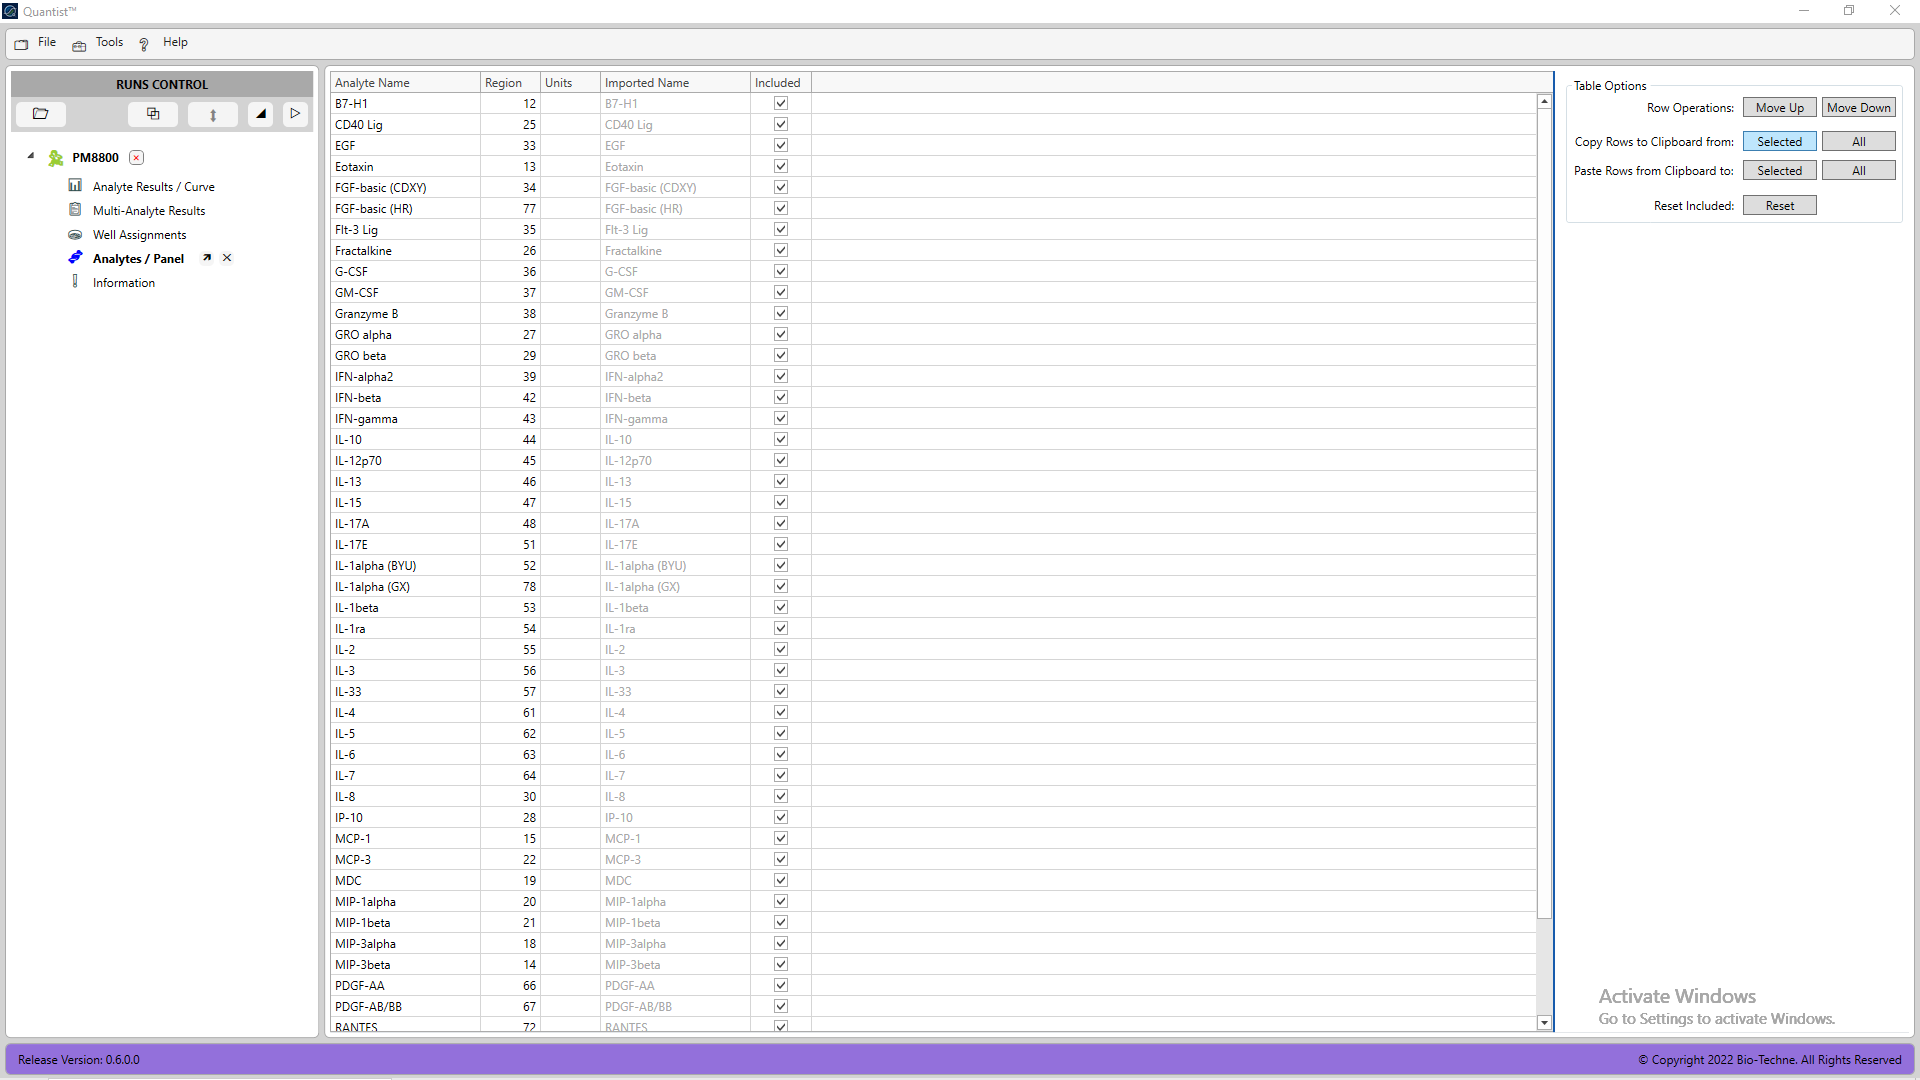 Quantist™
File Tools ? Help
RUNS CONTROL
PM8800
Analyte Results / Curve
Multi-Analyte Results
Well Assignments
Analytes / Panel
Information
Analyte Name Region Units Imported Name Included
B7-H1 12 B7-H1
CD40 Lig 25 CD40 Lig
EGF 33 EGF
Eotaxin 13 Eotaxin
FGF-basic (CDXY) 34 FGF-basic (CDXY)
FGF-basic (HR) 77 FGF-basic (HR)
Flt-3 Lig 35 Flt-3 Lig
Fractalkine 26 Fractalkine
G-CSF 36 G-CSF
GM-CSF 37 GM-CSF
Granzyme B 38 Granzyme B
GRO alpha 27 GRO alpha
GRO beta 29 GRO beta
IFN-alpha2 39 IFN-alpha2
IFN-beta 42 IFN-beta
IFN-gamma 43 IFN-gamma
IL-10 44 IL-10
IL-12p70 45 IL-12p70
IL-13 46 IL-13
IL-15 47 IL-15
IL-17A 48 IL-17A
IL-17E 51 IL-17E
IL-1alpha (BYU) 52 IL-1alpha (BYU)
IL-1alpha (GX) 78 IL-1alpha (GX)
IL-1beta 53 IL-1beta
IL-1ra 54 IL-1ra
IL-2 55 IL-2
IL-3 56 IL-3
IL-33 57 IL-33
IL-4 61 IL-4
IL-5 62 IL-5
IL-6 63 IL-6
IL-7 64 IL-7
IL-8 30 IL-8
IP-10 28 IP-10
MCP-1 15 MCP-1
MCP-3 22 MCP-3
MDC 19 MDC
MIP-1alpha 20 MIP-1alpha
MIP-1beta 21 MIP-1beta
MIP-3alpha 18 MIP-3alpha
MIP-3beta 14 MIP-3beta
PDGF-AA 66 PDGF-AA
PDGF-AB/BB 67 PDGF-AB/BB
RANTES 72 RANTES
Table Options
Row Operations: Move Up Move Down
Copy Rows to Clipboard from: Selected All
Paste Rows from Clipboard to: Selected All
Reset Included: Reset
Activate Windows
Go to Settings to activate Windows.
Release Version: 0.6.0.0
© Copyright 2022 Bio-Techne. All Rights Reserved